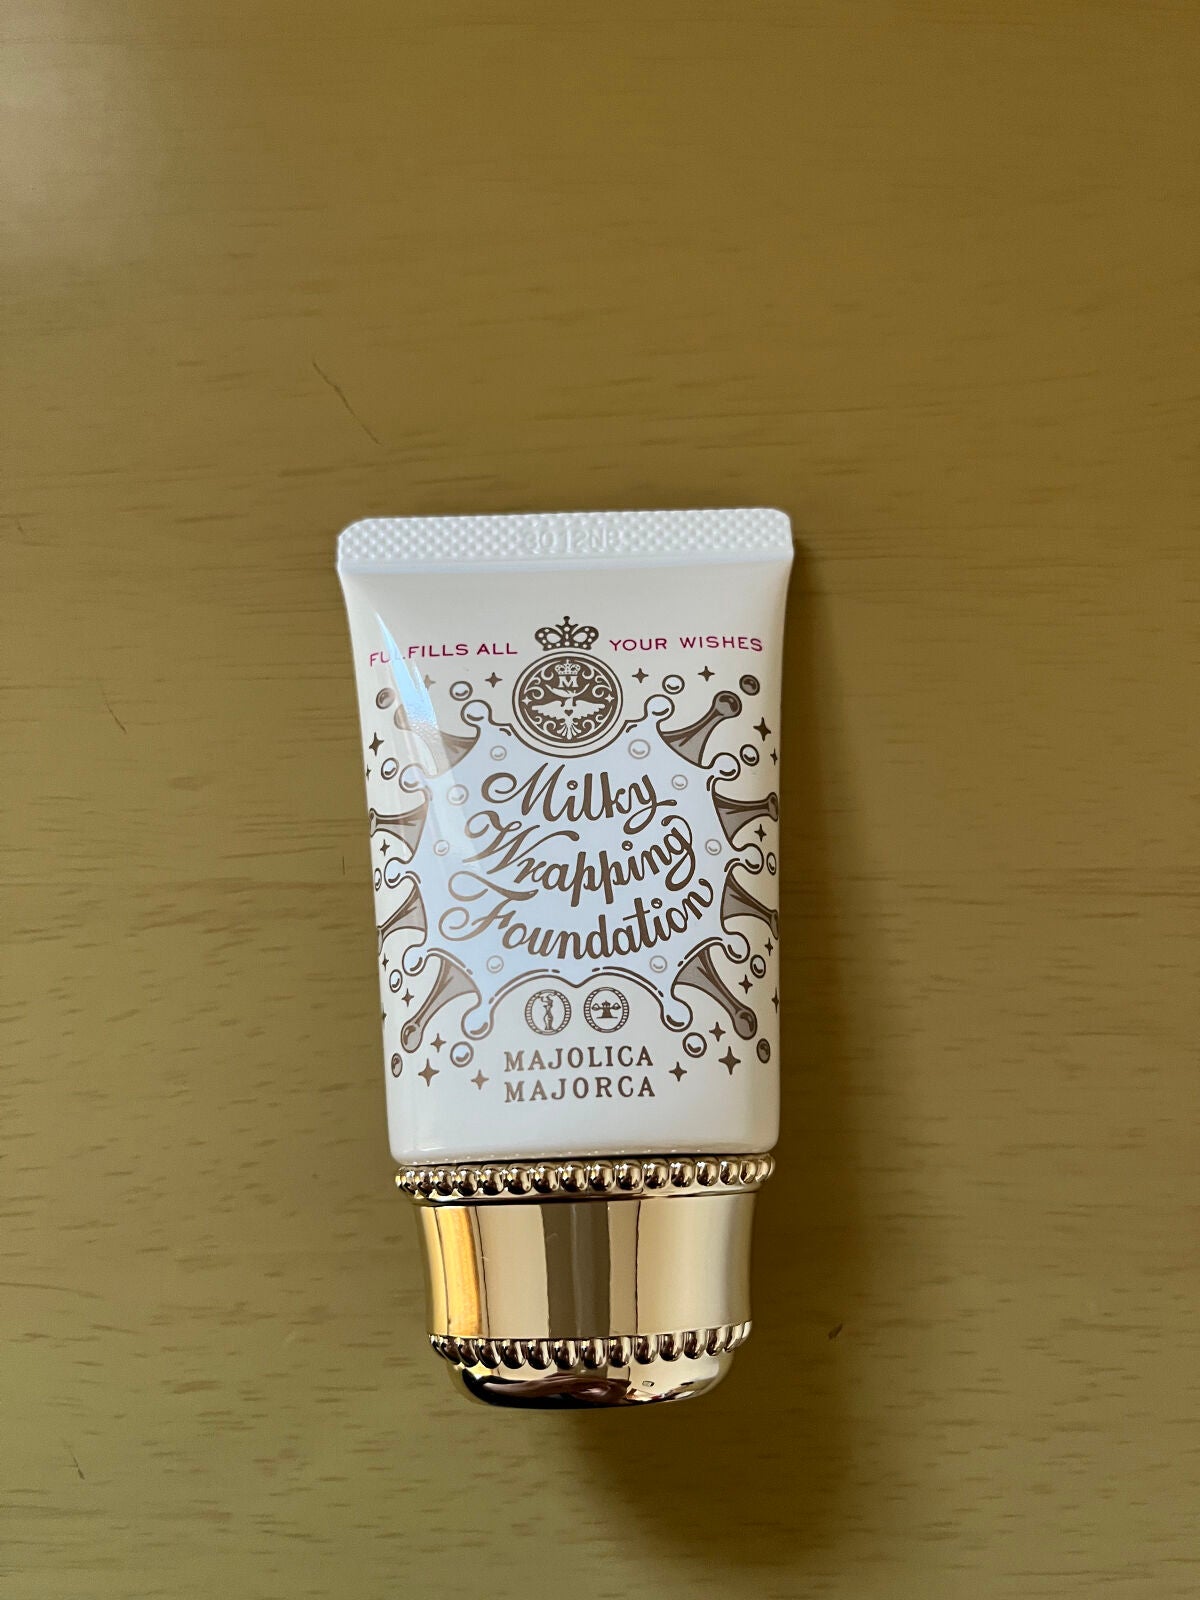 FULFILLS ALL YOUR WISHES
M
Milky
Wrapping
Foundation
MAJOLICA
MAJORCA